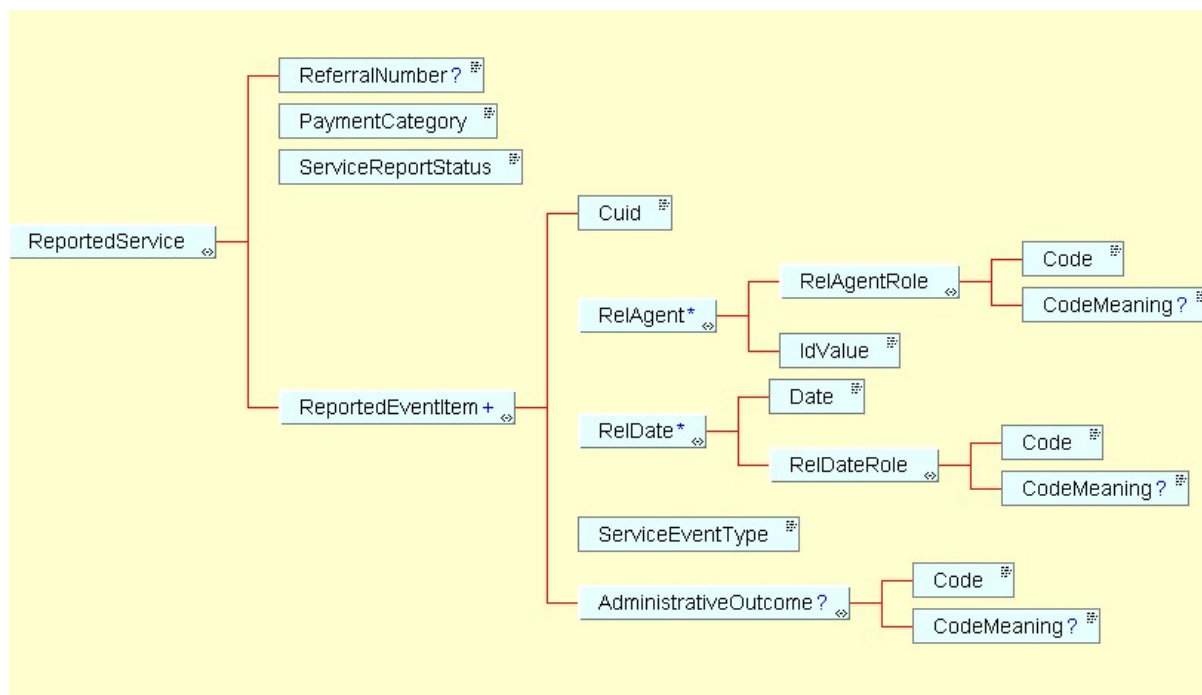 ReferralNumber?
PaymentCategory
ServiceReportStatus
Cuid
ReportedService
RelAgentRole
Code
CodeMeaning?
RelAgent*
IdValue
Date
ReportedEventItem+
RelDate*
Code
RelDateRole
CodeMeaning?
ServiceEventType
Code
AdministrativeOutcome?
CodeMeaning?